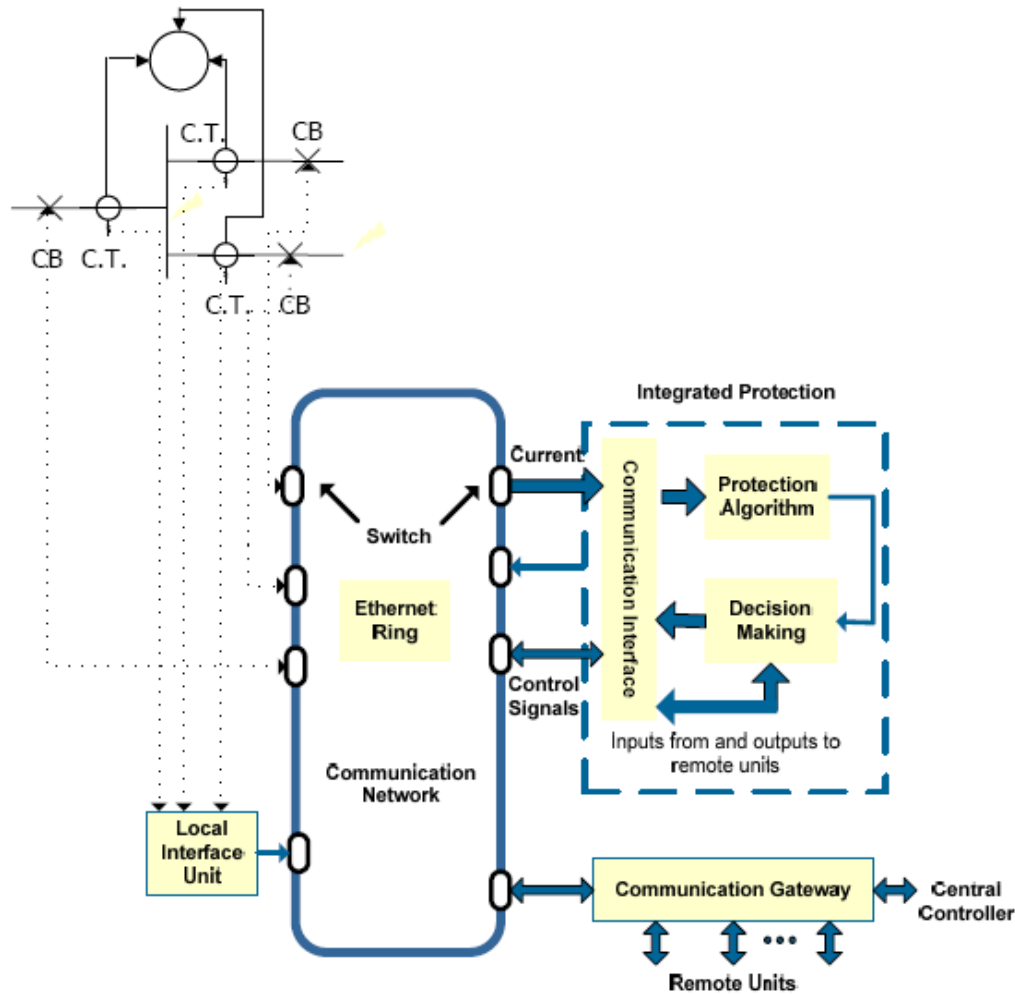 C.T.
CB
CB
C.T.
C.T.
CB
Integrated Protection
Current
Communication Interface
Protection
Algorithm
Switch
Ethernet
Ring
Decision
Making
Control
Signals
Inputs from and outputs to
remote units
Communication
Network
Local
Interface
Unit
Communication Gateway
Central
Controller
Remote Units